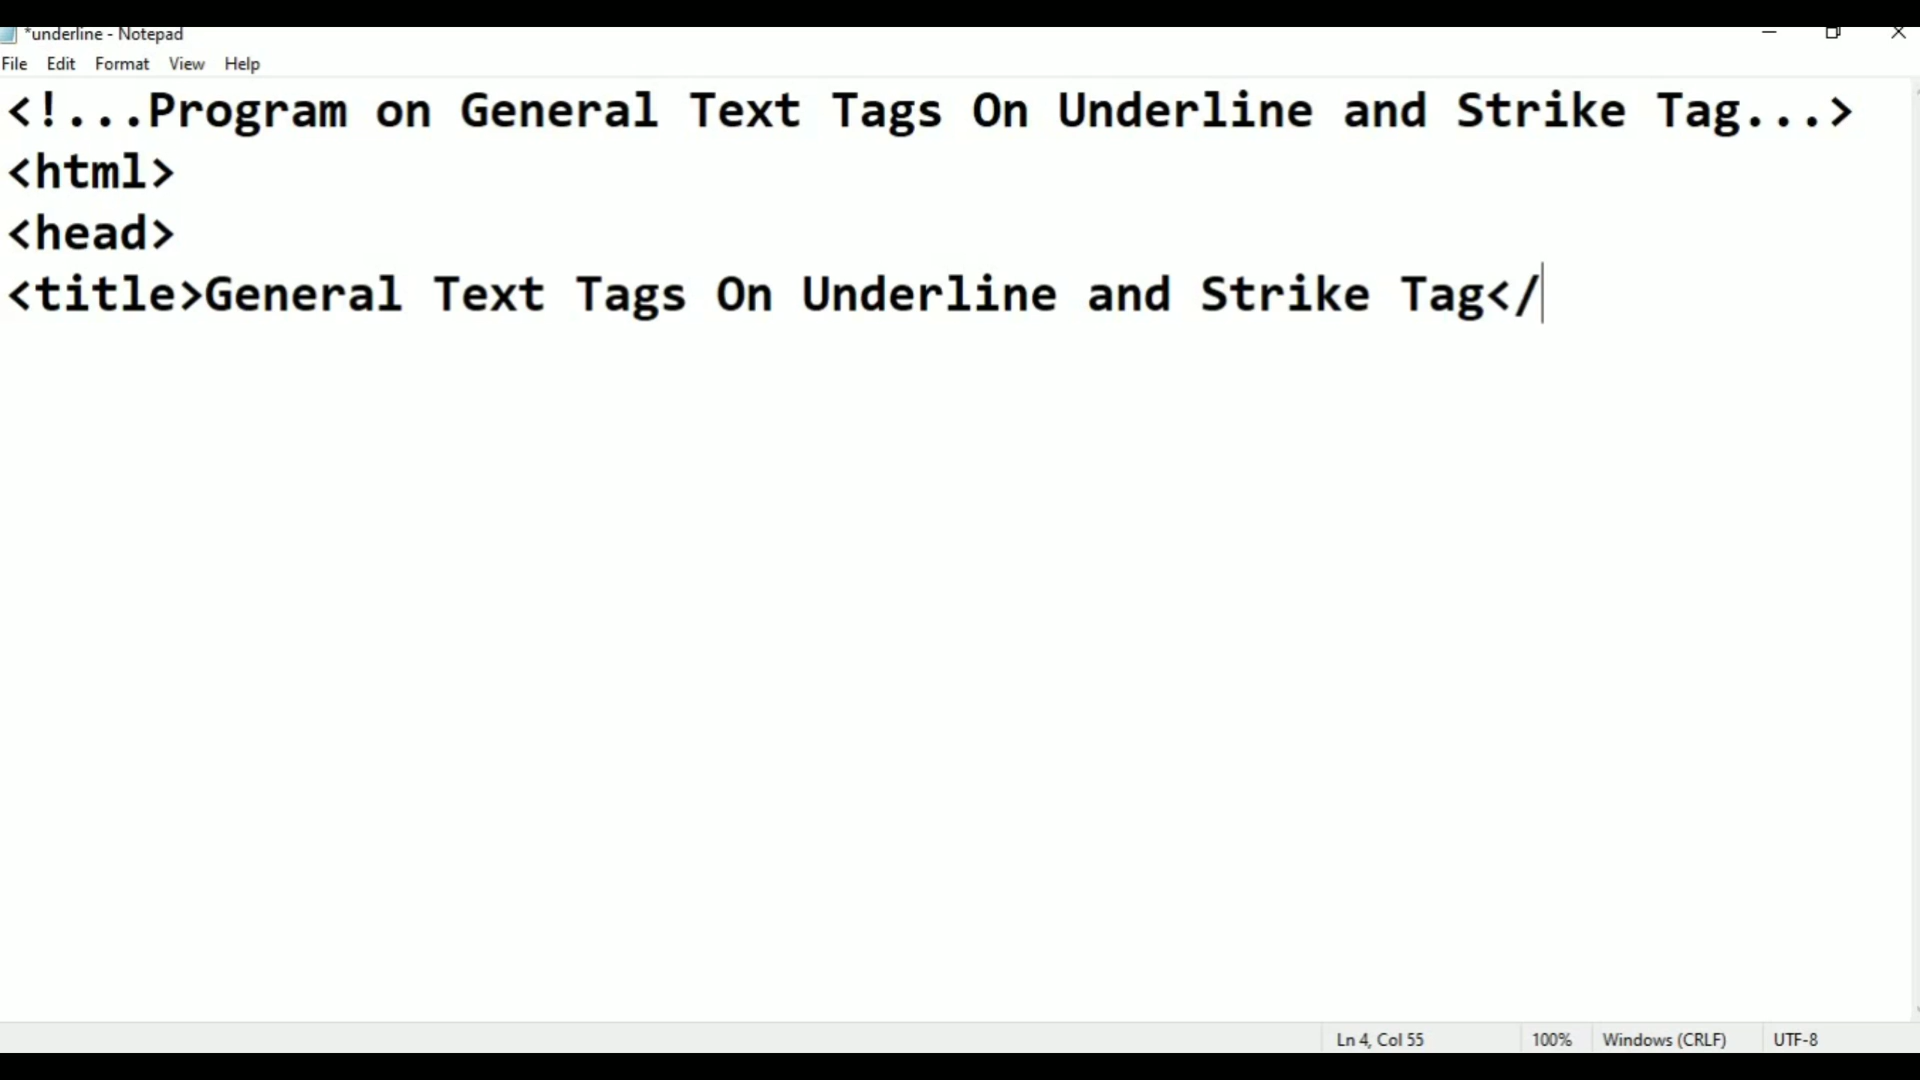 *underline - Notepad
File Edit Format View Help
<!...Program on General Text Tags On Underline and Strike Tag...>
<html>
<head>
<title>General Text Tags On Underline and Strike Tag</
Ln 4, Col 55 100% Windows (CRLF) UTF-8